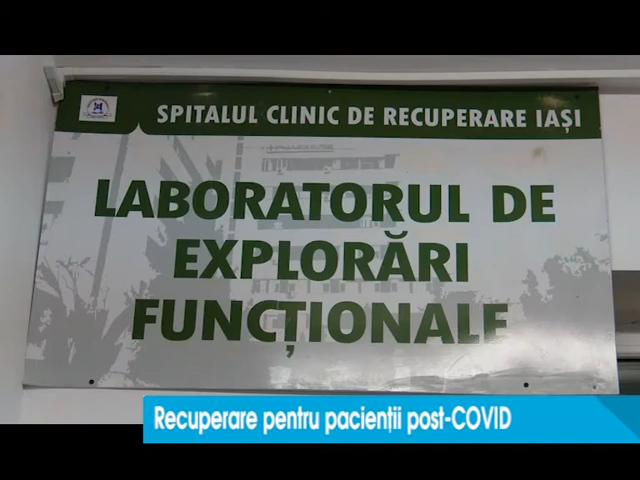 SPITALUL CLINIC DE RECUPERARE IAȘI
LABORATORUL DE
EXPLORĂRI
FUNCȚIONALE
Recuperare pentru pacienții post-COVID